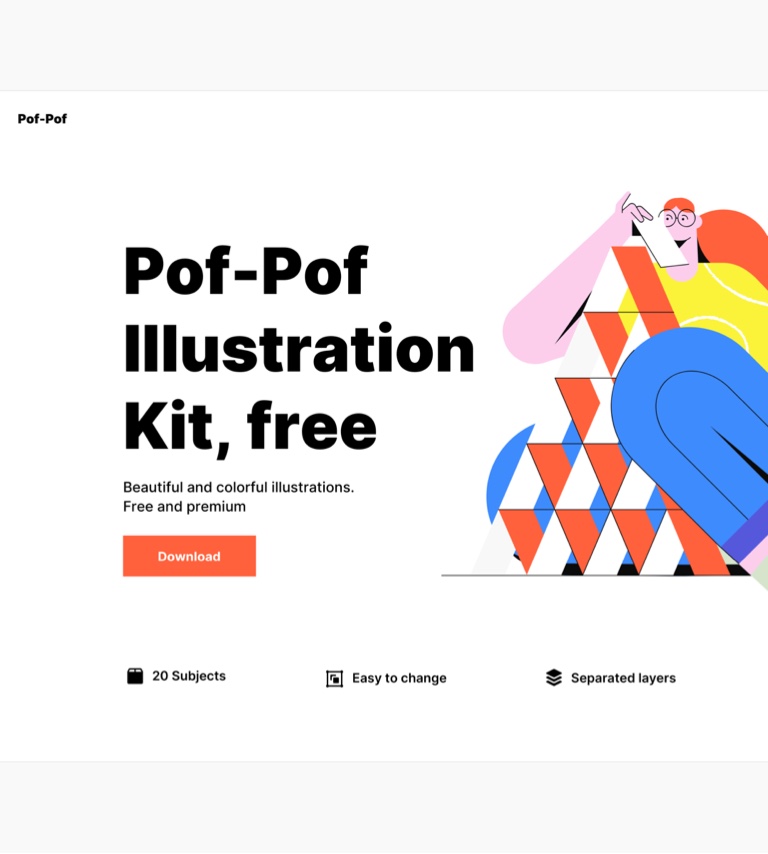 Pof-Pof
Pof-Pof
Illustration
Kit, free
Beautiful and colorful illustrations.
Free and premium
Download
20 Subjects
Easy to change
Separated layers